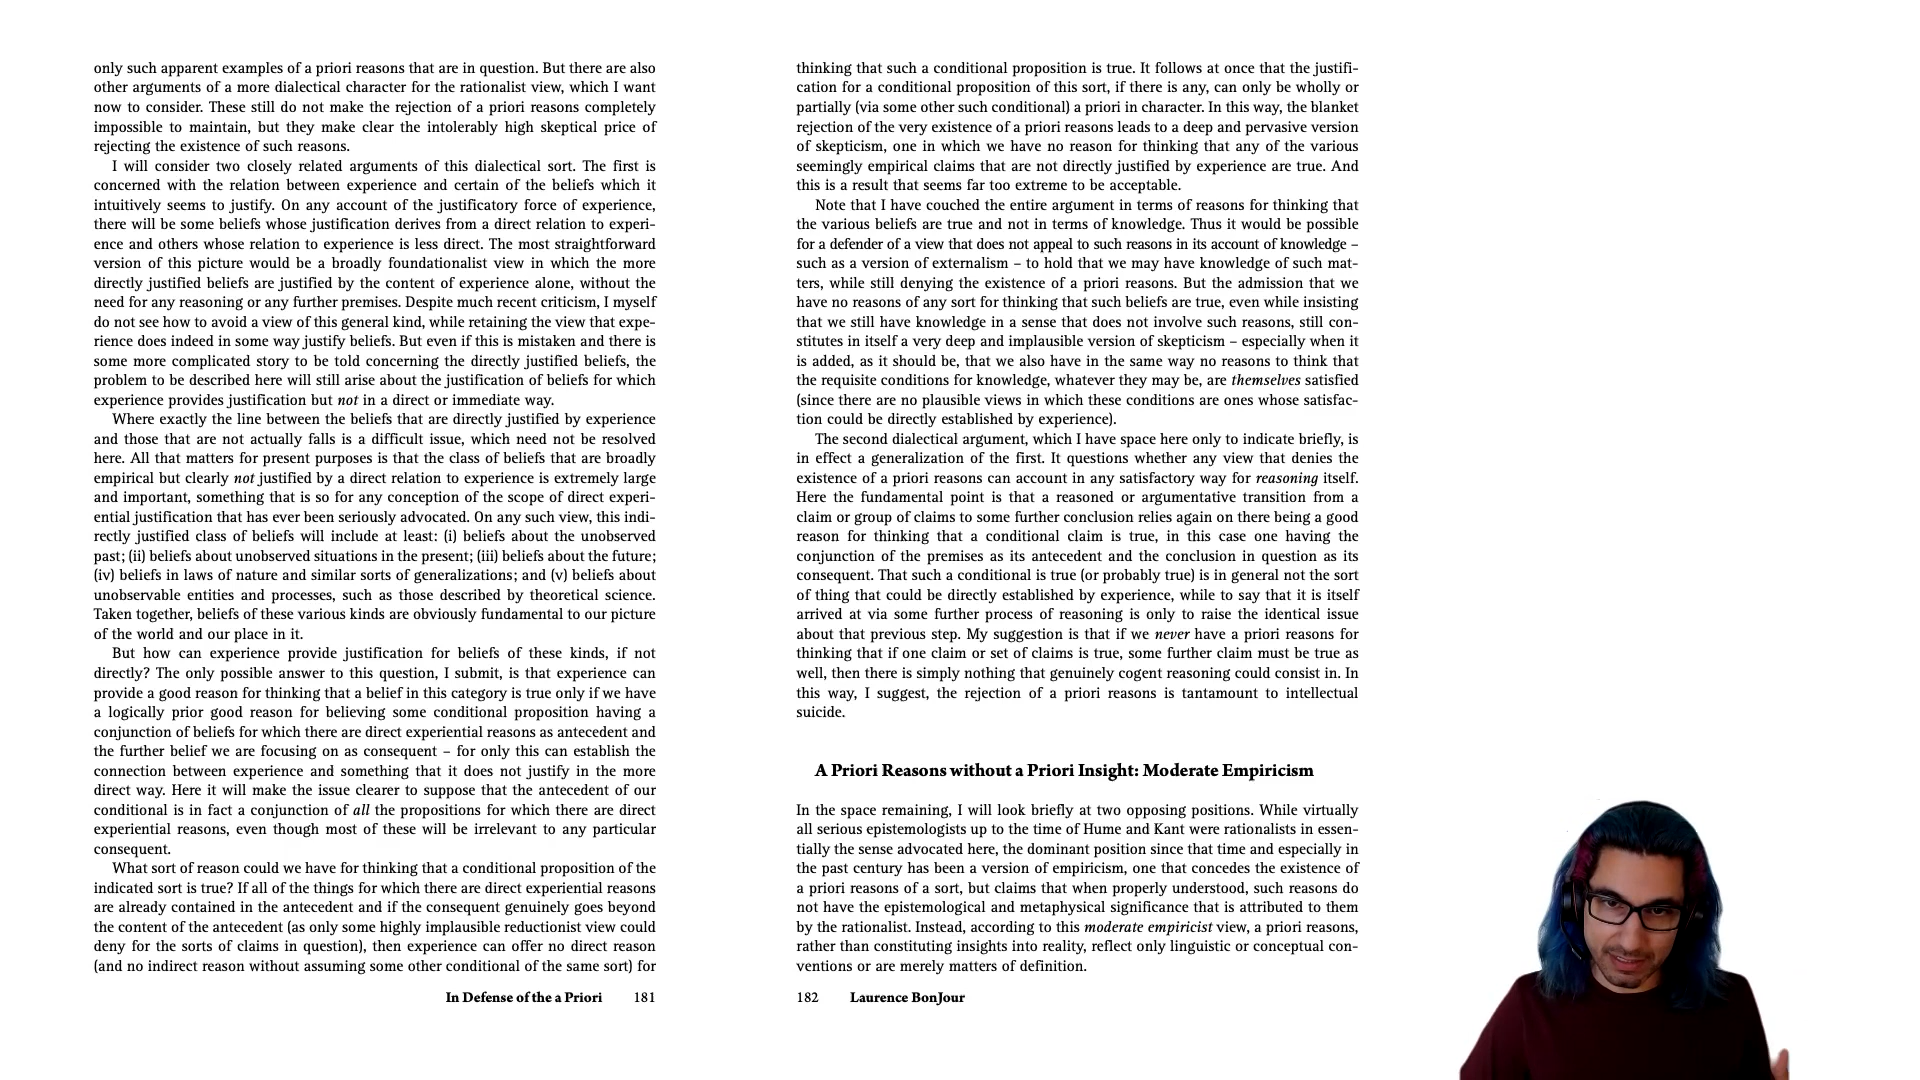 only such apparent examples of a priori reasons that are in question. But there are also
other arguments of a more dialectical character for the rationalist view, which I want
now to consider. These still do not make the rejection of a priori reasons completely
impossible to maintain, but they make clear the intolerably high skeptical price of
rejecting the existence of such reasons.
I will consider two closely related arguments of this dialectical sort. The first is
concerned with the relation between experience and certain of the beliefs which it
intuitively seems to justify. On any account of the justificatory force of experience,
there will be some beliefs whose justification derives from a direct relation to experi-
ence and others whose relation to experience is less direct. The most straightforward
version of this picture would be a broadly foundationalist view in which the more
directly justified beliefs are justified by the content of experience alone, without the
need for any reasoning or any further premises. Despite much recent criticism, I myself
do not see how to avoid a view of this general kind, while retaining the view that expe-
rience does indeed in some way justify beliefs. But even if this is mistaken and there is
some more complicated story to be told concerning the directly justified beliefs, the
problem to be described here will still arise about the justification of beliefs for which
experience provides justification but not in a direct or immediate way.
Where exactly the line between the beliefs that are directly justified by experience
and those that are not actually falls is a difficult issue, which need not be resolved
here. All that matters for present purposes is that the class of beliefs that are broadly
empirical but clearly not justified by a direct relation to experience is extremely large
and important, something that is so for any conception of the scope of direct experi-
ential justification that has ever been seriously advocated. On any such view, this indi-
rectly justified class of beliefs will include at least: (i) beliefs about the unobserved
past; (ii) beliefs about unobserved situations in the present; (iii) beliefs about the future;
(iv) beliefs in laws of nature and similar sorts of generalizations; and (v) beliefs about
unobservable entities and processes, such as those described by theoretical science.
Taken together, beliefs of these various kinds are obviously fundamental to our picture
of the world and our place in it.
But how can experience provide justification for beliefs of these kinds, if not
directly? The only possible answer to this question, I submit, is that experience can
provide a good reason for thinking that a belief in this category is true only if we have
a logically prior good reason for believing some conditional proposition having a
conjunction of beliefs for which there are direct experiential reasons as antecedent and
the further belief we are focusing on as consequent – for only this can establish the
connection between experience and something that it does not justify in the more
direct way. Here it will make the issue clearer to suppose that the antecedent of our
conditional is in fact a conjunction of all the propositions for which there are direct
experiential reasons, even though most of these will be irrelevant to any particular
consequent.
What sort of reason could we have for thinking that a conditional proposition of the
indicated sort is true? If all of the things for which there are direct experiential reasons
are already contained in the antecedent and if the consequent genuinely goes beyond
the content of the antecedent (as only some highly implausible reductionist view could
deny for the sorts of claims in question), then experience can offer no direct reason
(and no indirect reason without assuming some other conditional of the same sort) for
In Defense of the a Priori 181
thinking that such a conditional proposition is true. It follows at once that the justifi-
cation for a conditional proposition of this sort, if there is any, can only be wholly or
partially (via some other such conditional) a priori in character. In this way, the blanket
rejection of the very existence of a priori reasons leads to a deep and pervasive version
of skepticism, one in which we have no reason for thinking that any of the various
seemingly empirical claims that are not directly justified by experience are true. And
this is a result that seems far too extreme to be acceptable.
Note that I have couched the entire argument in terms of reasons for thinking that
the various beliefs are true and not in terms of knowledge. Thus it would be possible
for a defender of a view that does not appeal to such reasons in its account of knowledge –
such as a version of externalism – to hold that we may have knowledge of such mat-
ters, while still denying the existence of a priori reasons. But the admission that we
have no reasons of any sort for thinking that such beliefs are true, even while insisting
that we still have knowledge in a sense that does not involve such reasons, still con-
stitutes in itself a very deep and implausible version of skepticism – especially when it
is added, as it should be, that we also have in the same way no reasons to think that
the requisite conditions for knowledge, whatever they may be, are themselves satisfied
(since there are no plausible views in which these conditions are ones whose satisfac-
tion could be directly established by experience).
The second dialectical argument, which I have space here only to indicate briefly, is
in effect a generalization of the first. It questions whether any view that denies the
existence of a priori reasons can account in any satisfactory way for reasoning itself.
Here the fundamental point is that a reasoned or argumentative transition from a
claim or group of claims to some further conclusion relies again on there being a good
reason for thinking that a conditional claim is true, in this case one having the
conjunction of the premises as its antecedent and the conclusion in question as its
consequent. That such a conditional is true (or probably true) is in general not the sort
of thing that could be directly established by experience, while to say that it is itself
arrived at via some further process of reasoning is only to raise the identical issue
about that previous step. My suggestion is that if we never have a priori reasons for
thinking that if one claim or set of claims is true, some further claim must be true as
well, then there is simply nothing that genuinely cogent reasoning could consist in. In
this way, I suggest, the rejection of a priori reasons is tantamount to intellectual
suicide.
A Priori Reasons without a Priori Insight: Moderate Empiricism
In the space remaining, I will look briefly at two opposing positions. While virtually
all serious epistemologists up to the time of Hume and Kant were rationalists in essen-
tially the sense advocated here, the dominant position since that time and especially in
the past century has been a version of empiricism, one that concedes the existence of
a priori reasons of a sort, but claims that when properly understood, such reasons do
not have the epistemological and metaphysical significance that is attributed to them
by the rationalist. Instead, according to this moderate empiricist view, a priori reasons,
rather than constituting insights into reality, reflect only linguistic or conceptual con-
ventions or are merely matters of definition.
182 Laurence BonJour